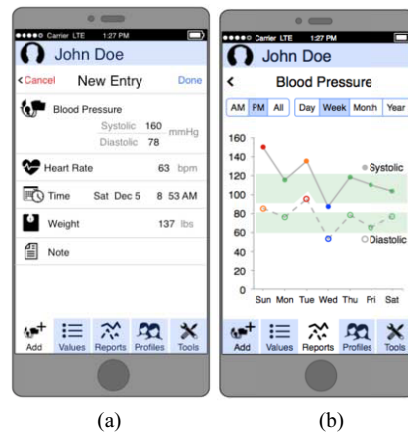 Carrier LTE 1:27 PM
John Doe
Cancel New Entry Done
Blood Pressure
Systolic 160 mmHg
Diastolic 78
Heart Rate 63 bpm
Time Sat Dec 5 8 53 AM
Weight 137 lbs
Note
Add Values Reports Profiles Tools
(a)
Carrier LTE 1:27 PM
John Doe
< Blood Pressure
AM PM All Day Week Month Year
160
140
120
100
80
60
40
20
0
Systolic
Diastolic
Sun Mon Tue Wed Thu Fri Sat
Add Values Reports Profiles Tools
(b)